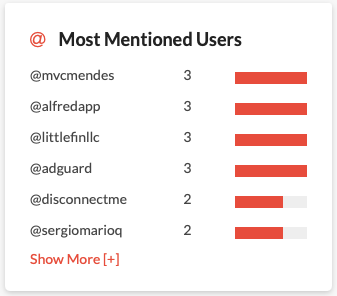 @ Most Mentioned Users
@mvcmendes 3
@alfredapp 3
@littlefinllc 3
@adguard 3
@disconnectme 2
@sergiomarioq 2
Show More [+]